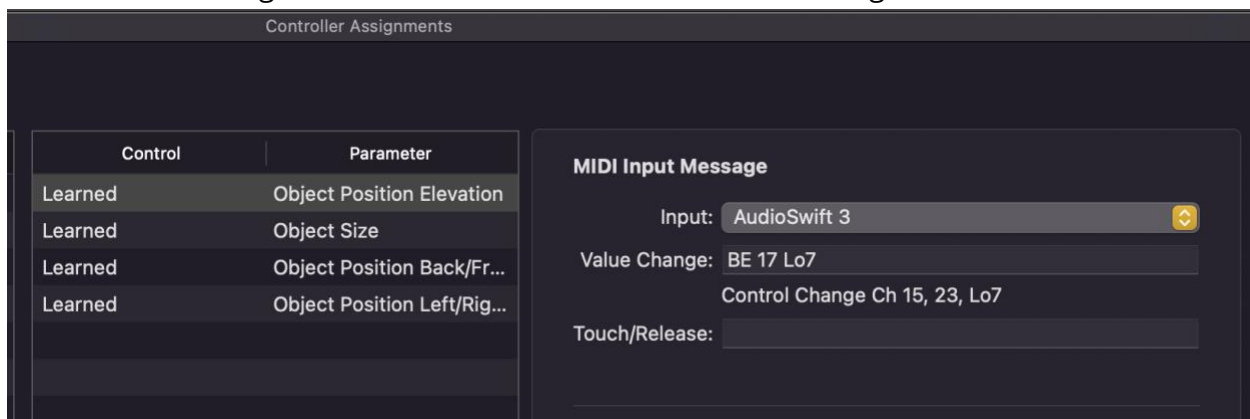 Controller Assignments
Control Parameter
Learned Object Position Elevation
Learned Object Size
Learned Object Position Back/Fr...
Learned Object Position Left/Rig...
MIDI Input Message
Input: AudioSwift 3
Value Change: BE 17 Lo7
Control Change Ch 15, 23, Lo7
Touch/Release: